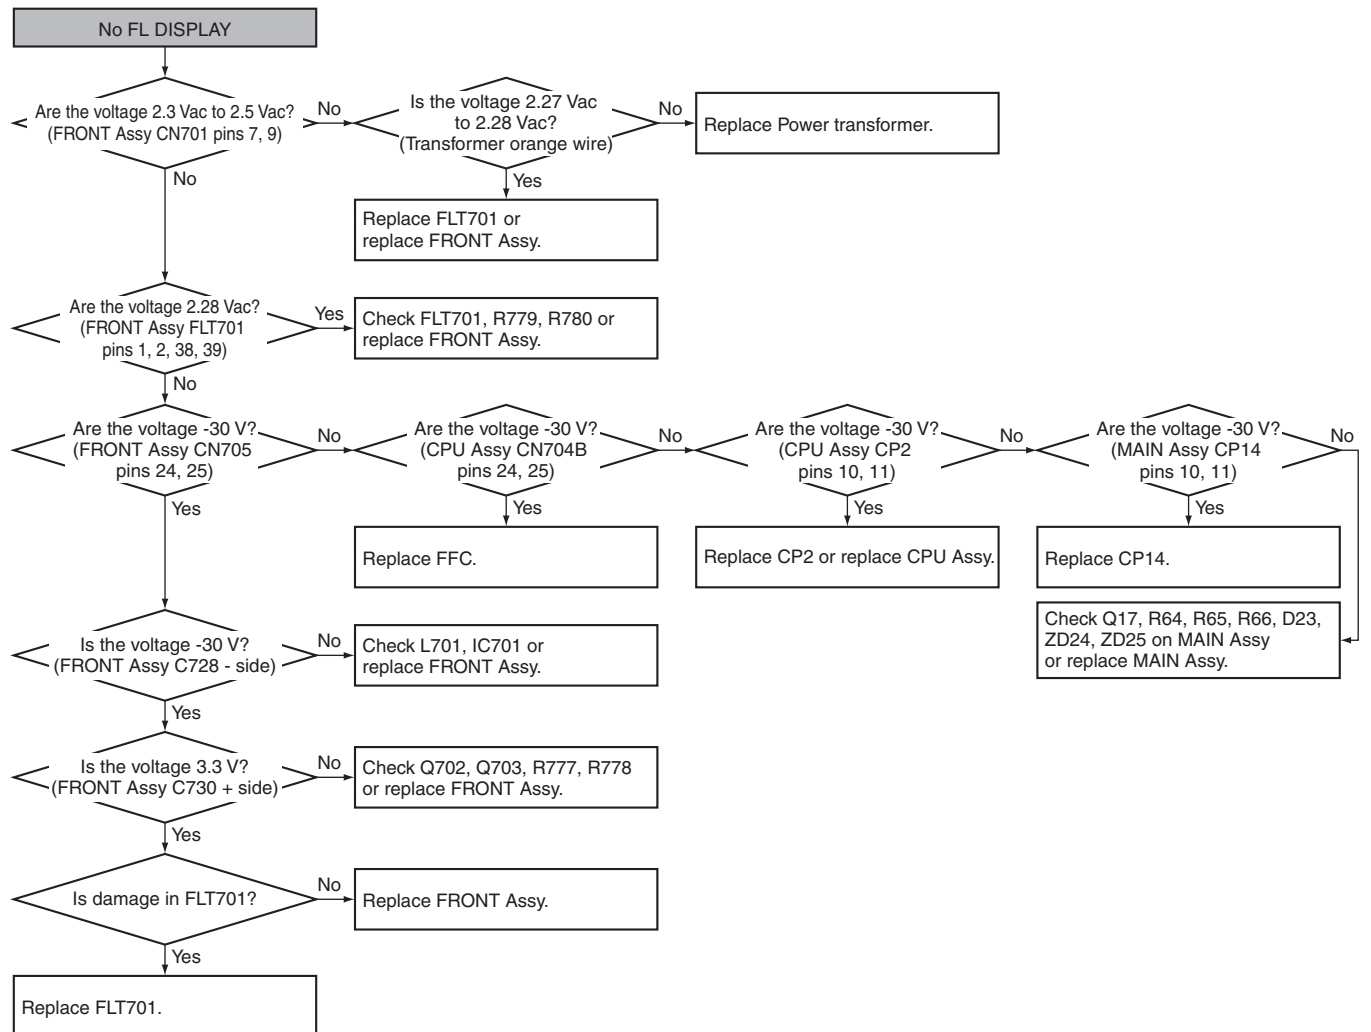 No FL DISPLAY
Are the voltage 2.3 Vac to 2.5 Vac?
(FRONT Assy CN701 pins 7, 9)
No
Is the voltage 2.27 Vac
to 2.28 Vac?
(Transformer orange wire)
No
Replace Power transformer.
Yes
Replace FLT701 or
replace FRONT Assy.
No
Are the voltage 2.28 Vac?
(FRONT Assy FLT701
pins 1, 2, 38, 39)
Yes
Check FLT701, R779, R780 or
replace FRONT Assy.
No
Are the voltage -30 V?
(FRONT Assy CN705
pins 24, 25)
No
Are the voltage -30 V?
(CPU Assy CN704B
pins 24, 25)
No
Are the voltage -30 V?
(CPU Assy CP2
pins 10, 11)
No
Are the voltage -30 V?
(MAIN Assy CP14
pins 10, 11)
No
Yes
Yes
Yes
Yes
Replace FFC.
Replace CP2 or replace CPU Assy.
Replace CP14.
Check Q17, R64, R65, R66, D23,
ZD24, ZD25 on MAIN Assy
or replace MAIN Assy.
Is the voltage -30 V?
(FRONT Assy C728 - side)
No
Check L701, IC701 or
replace FRONT Assy.
Yes
Is the voltage 3.3 V?
(FRONT Assy C730 + side)
No
Check Q702, Q703, R777, R778
or replace FRONT Assy.
Yes
Is damage in FLT701?
No
Replace FRONT Assy.
Yes
Replace FLT701.